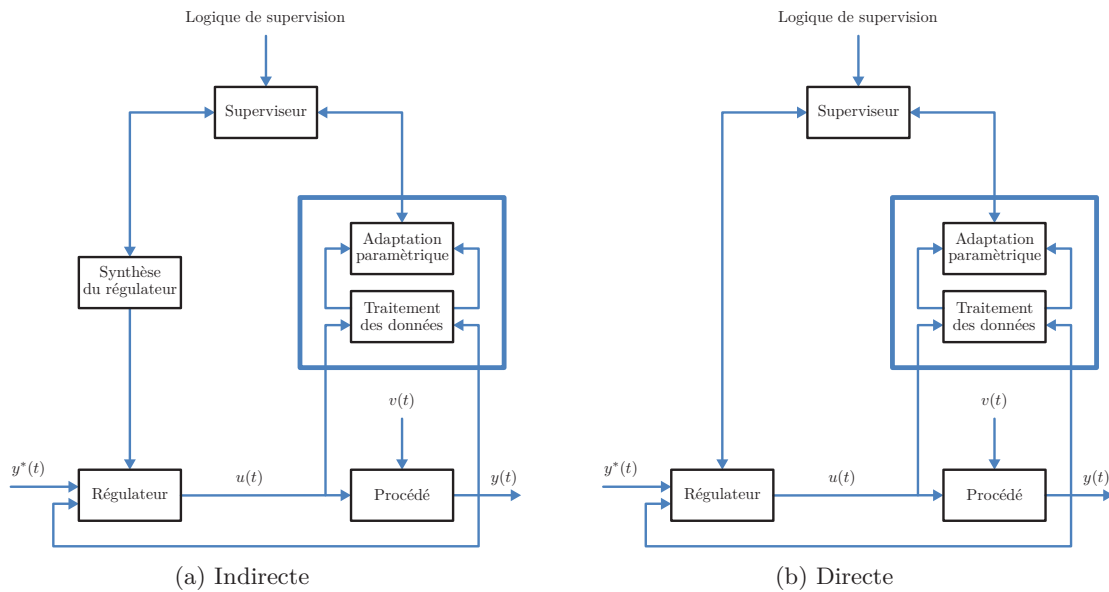 Logique de supervision
Superviseur
Adaptation
paramètrique
Synthèse
du régulateur
Traitement
des données
v(t)
y*(t)
Régulateur
u(t)
Procédé
y(t)
(a) Indirecte
Logique de supervision
Superviseur
Adaptation
paramètrique
Traitement
des données
v(t)
y*(t)
Régulateur
u(t)
Procédé
y(t)
(b) Directe